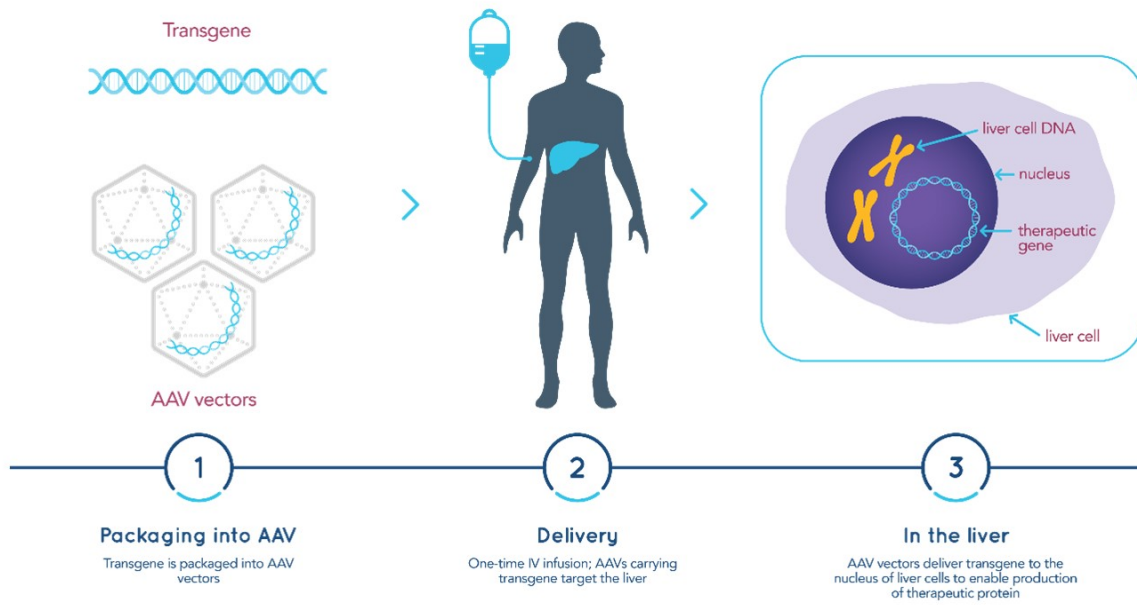 Transgene
AAV vectors
liver cell DNA
nucleus
therapeutic
gene
liver cell
1
2
3
Packaging into AAV
Transgene is packaged into AAV
vectors
Delivery
One-time IV infusion; AAVs carrying
transgene target the liver
In the liver
AAV vectors deliver transgene to the
nucleus of liver cells to enable production
of therapeutic protein